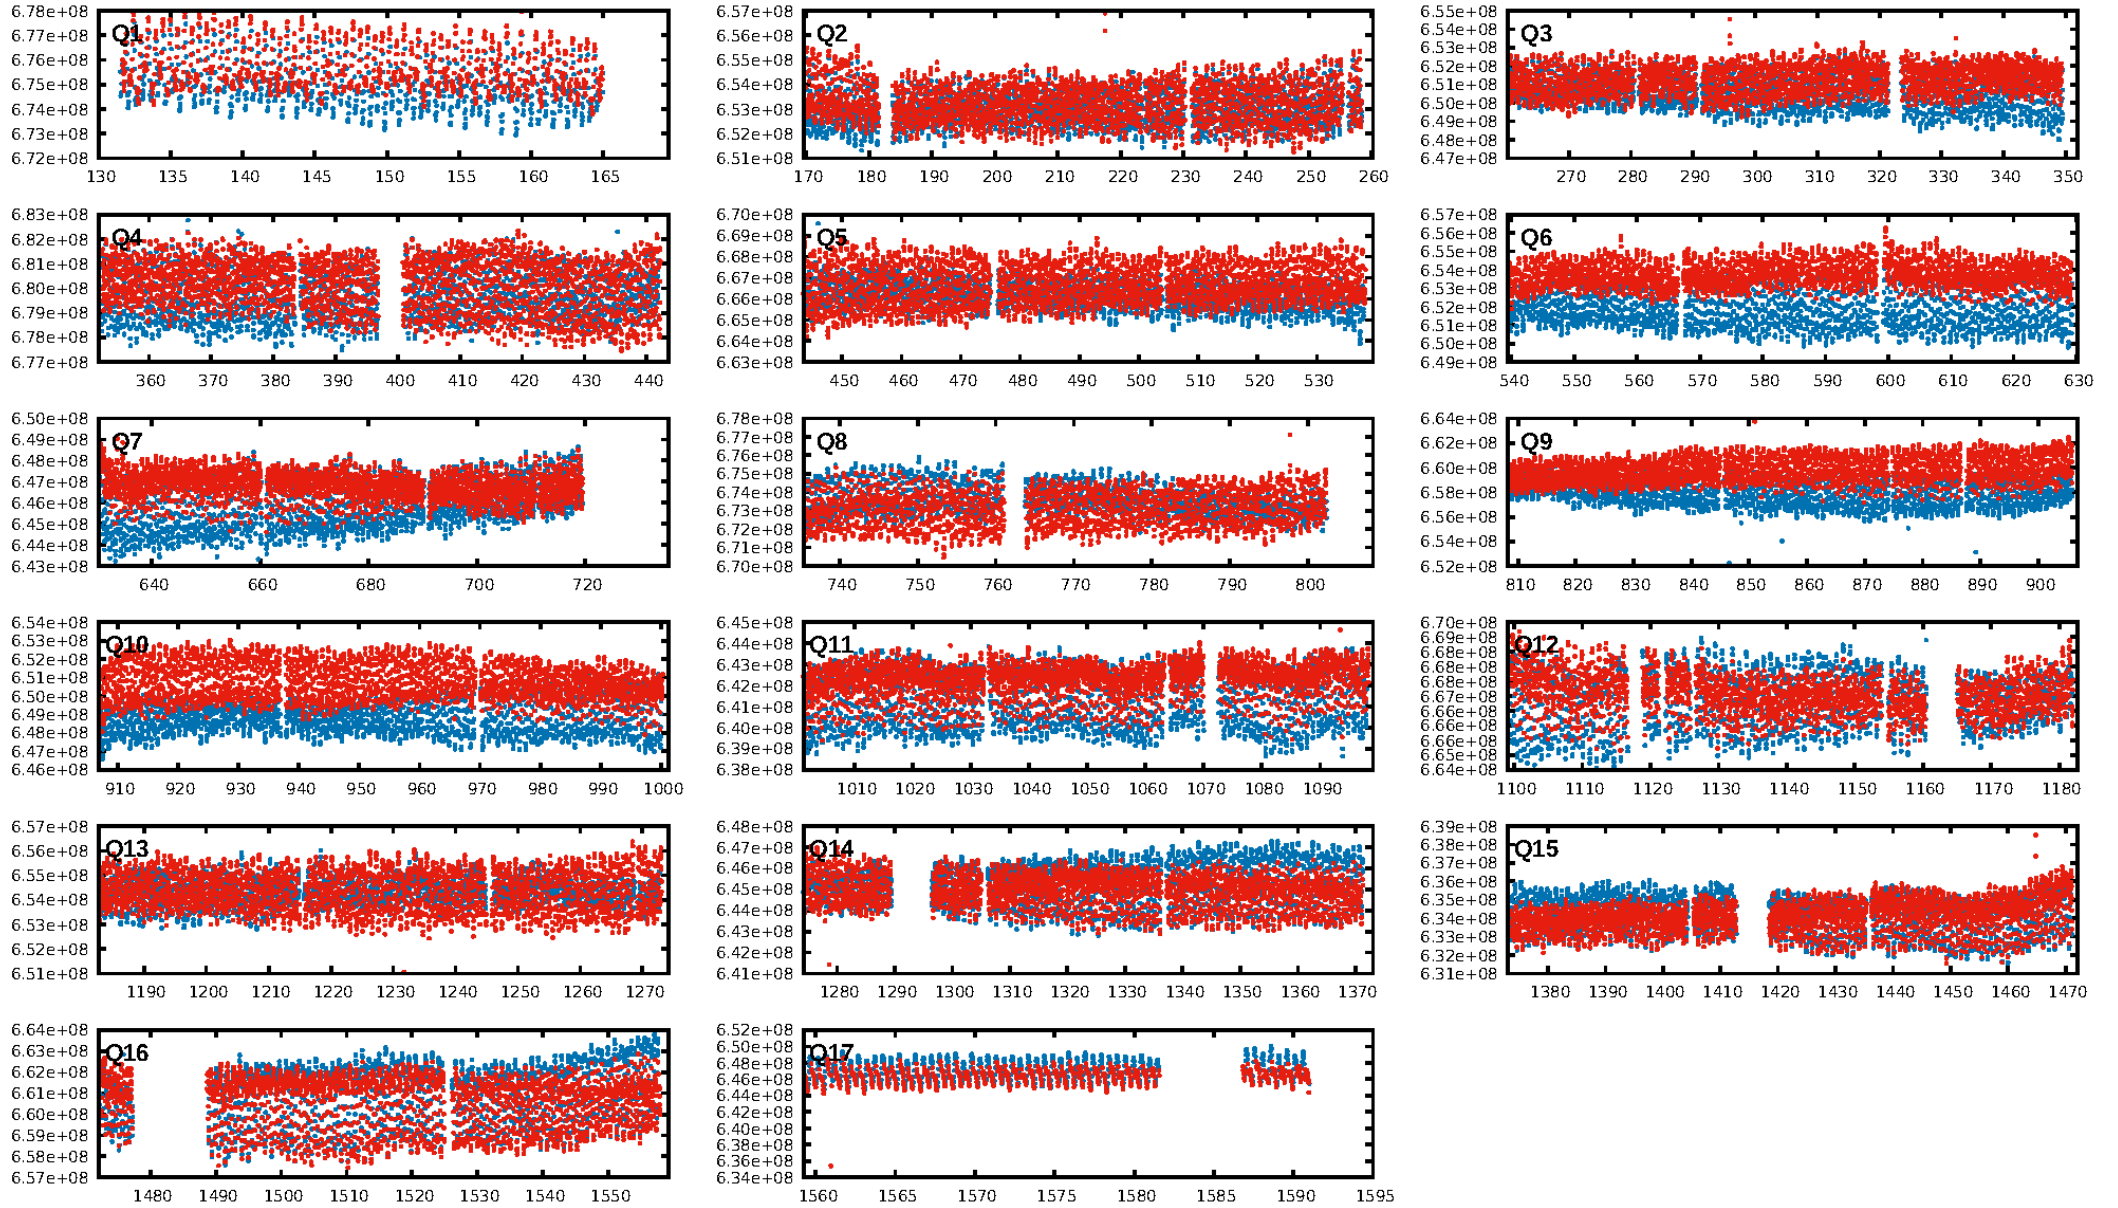 6.78e+08
6.77e+08
6.76e+08
6.75e+08
6.74e+08
6.73e+08
6.72e+08
Q1
130 135 140 145 150 155 160 165
6.57e+08
6.56e+08
6.55e+08
6.54e+08
6.53e+08
6.52e+08
6.51e+08
Q2
170 180 190 200 210 220 230 240 250 260
6.55e+08
6.54e+08
6.53e+08
6.52e+08
6.51e+08
6.50e+08
6.49e+08
6.48e+08
6.47e+08
Q3
270 280 290 300 310 320 330 340 350
6.83e+08
6.82e+08
6.81e+08
6.80e+08
6.79e+08
6.78e+08
6.77e+08
Q4
360 370 380 390 400 410 420 430 440
6.70e+08
6.69e+08
6.68e+08
6.67e+08
6.66e+08
6.65e+08
6.64e+08
6.63e+08
Q5
450 460 470 480 490 500 510 520 530
6.57e+08
6.56e+08
6.55e+08
6.54e+08
6.53e+08
6.52e+08
6.51e+08
6.50e+08
6.49e+08
Q6
540 550 560 570 580 590 600 610 620 630
6.50e+08
6.49e+08
6.48e+08
6.47e+08
6.46e+08
6.45e+08
6.44e+08
6.43e+08
Q7
640 660 680 700 720
6.78e+08
6.77e+08
6.76e+08
6.75e+08
6.74e+08
6.73e+08
6.72e+08
6.71e+08
6.70e+08
Q8
740 750 760 770 780 790 800
6.64e+08
6.62e+08
6.60e+08
6.58e+08
6.56e+08
6.54e+08
6.52e+08
Q9
810 820 830 840 850 860 870 880 890 900
6.54e+08
6.53e+08
6.52e+08
6.51e+08
6.50e+08
6.49e+08
6.48e+08
6.47e+08
6.46e+08
Q10
910 920 930 940 950 960 970 980 990 1000
6.45e+08
6.44e+08
6.43e+08
6.42e+08
6.41e+08
6.40e+08
6.39e+08
6.38e+08
Q11
1010 1020 1030 1040 1050 1060 1070 1080 1090
6.70e+08
6.69e+08
6.68e+08
6.68e+08
6.67e+08
6.67e+08
6.66e+08
6.66e+08
6.66e+08
6.65e+08
6.64e+08
Q12
1100 1110 1120 1130 1140 1150 1160 1170 1180
6.57e+08
6.56e+08
6.55e+08
6.54e+08
6.53e+08
6.52e+08
6.51e+08
Q13
1190 1200 1210 1220 1230 1240 1250 1260 1270
6.48e+08
6.47e+08
6.46e+08
6.45e+08
6.44e+08
6.43e+08
6.42e+08
6.41e+08
Q14
1280 1290 1300 1310 1320 1330 1340 1350 1360 1370
6.39e+08
6.38e+08
6.37e+08
6.36e+08
6.35e+08
6.34e+08
6.33e+08
6.32e+08
6.31e+08
Q15
1380 1390 1400 1410 1420 1430 1440 1450 1460 1470
6.64e+08
6.63e+08
6.62e+08
6.61e+08
6.60e+08
6.59e+08
6.58e+08
6.57e+08
Q16
1480 1490 1500 1510 1520 1530 1540 1550
6.52e+08
6.50e+08
6.48e+08
6.46e+08
6.44e+08
6.42e+08
6.40e+08
6.38e+08
6.36e+08
6.34e+08
Q17
1560 1565 1570 1575 1580 1585 1590 1595